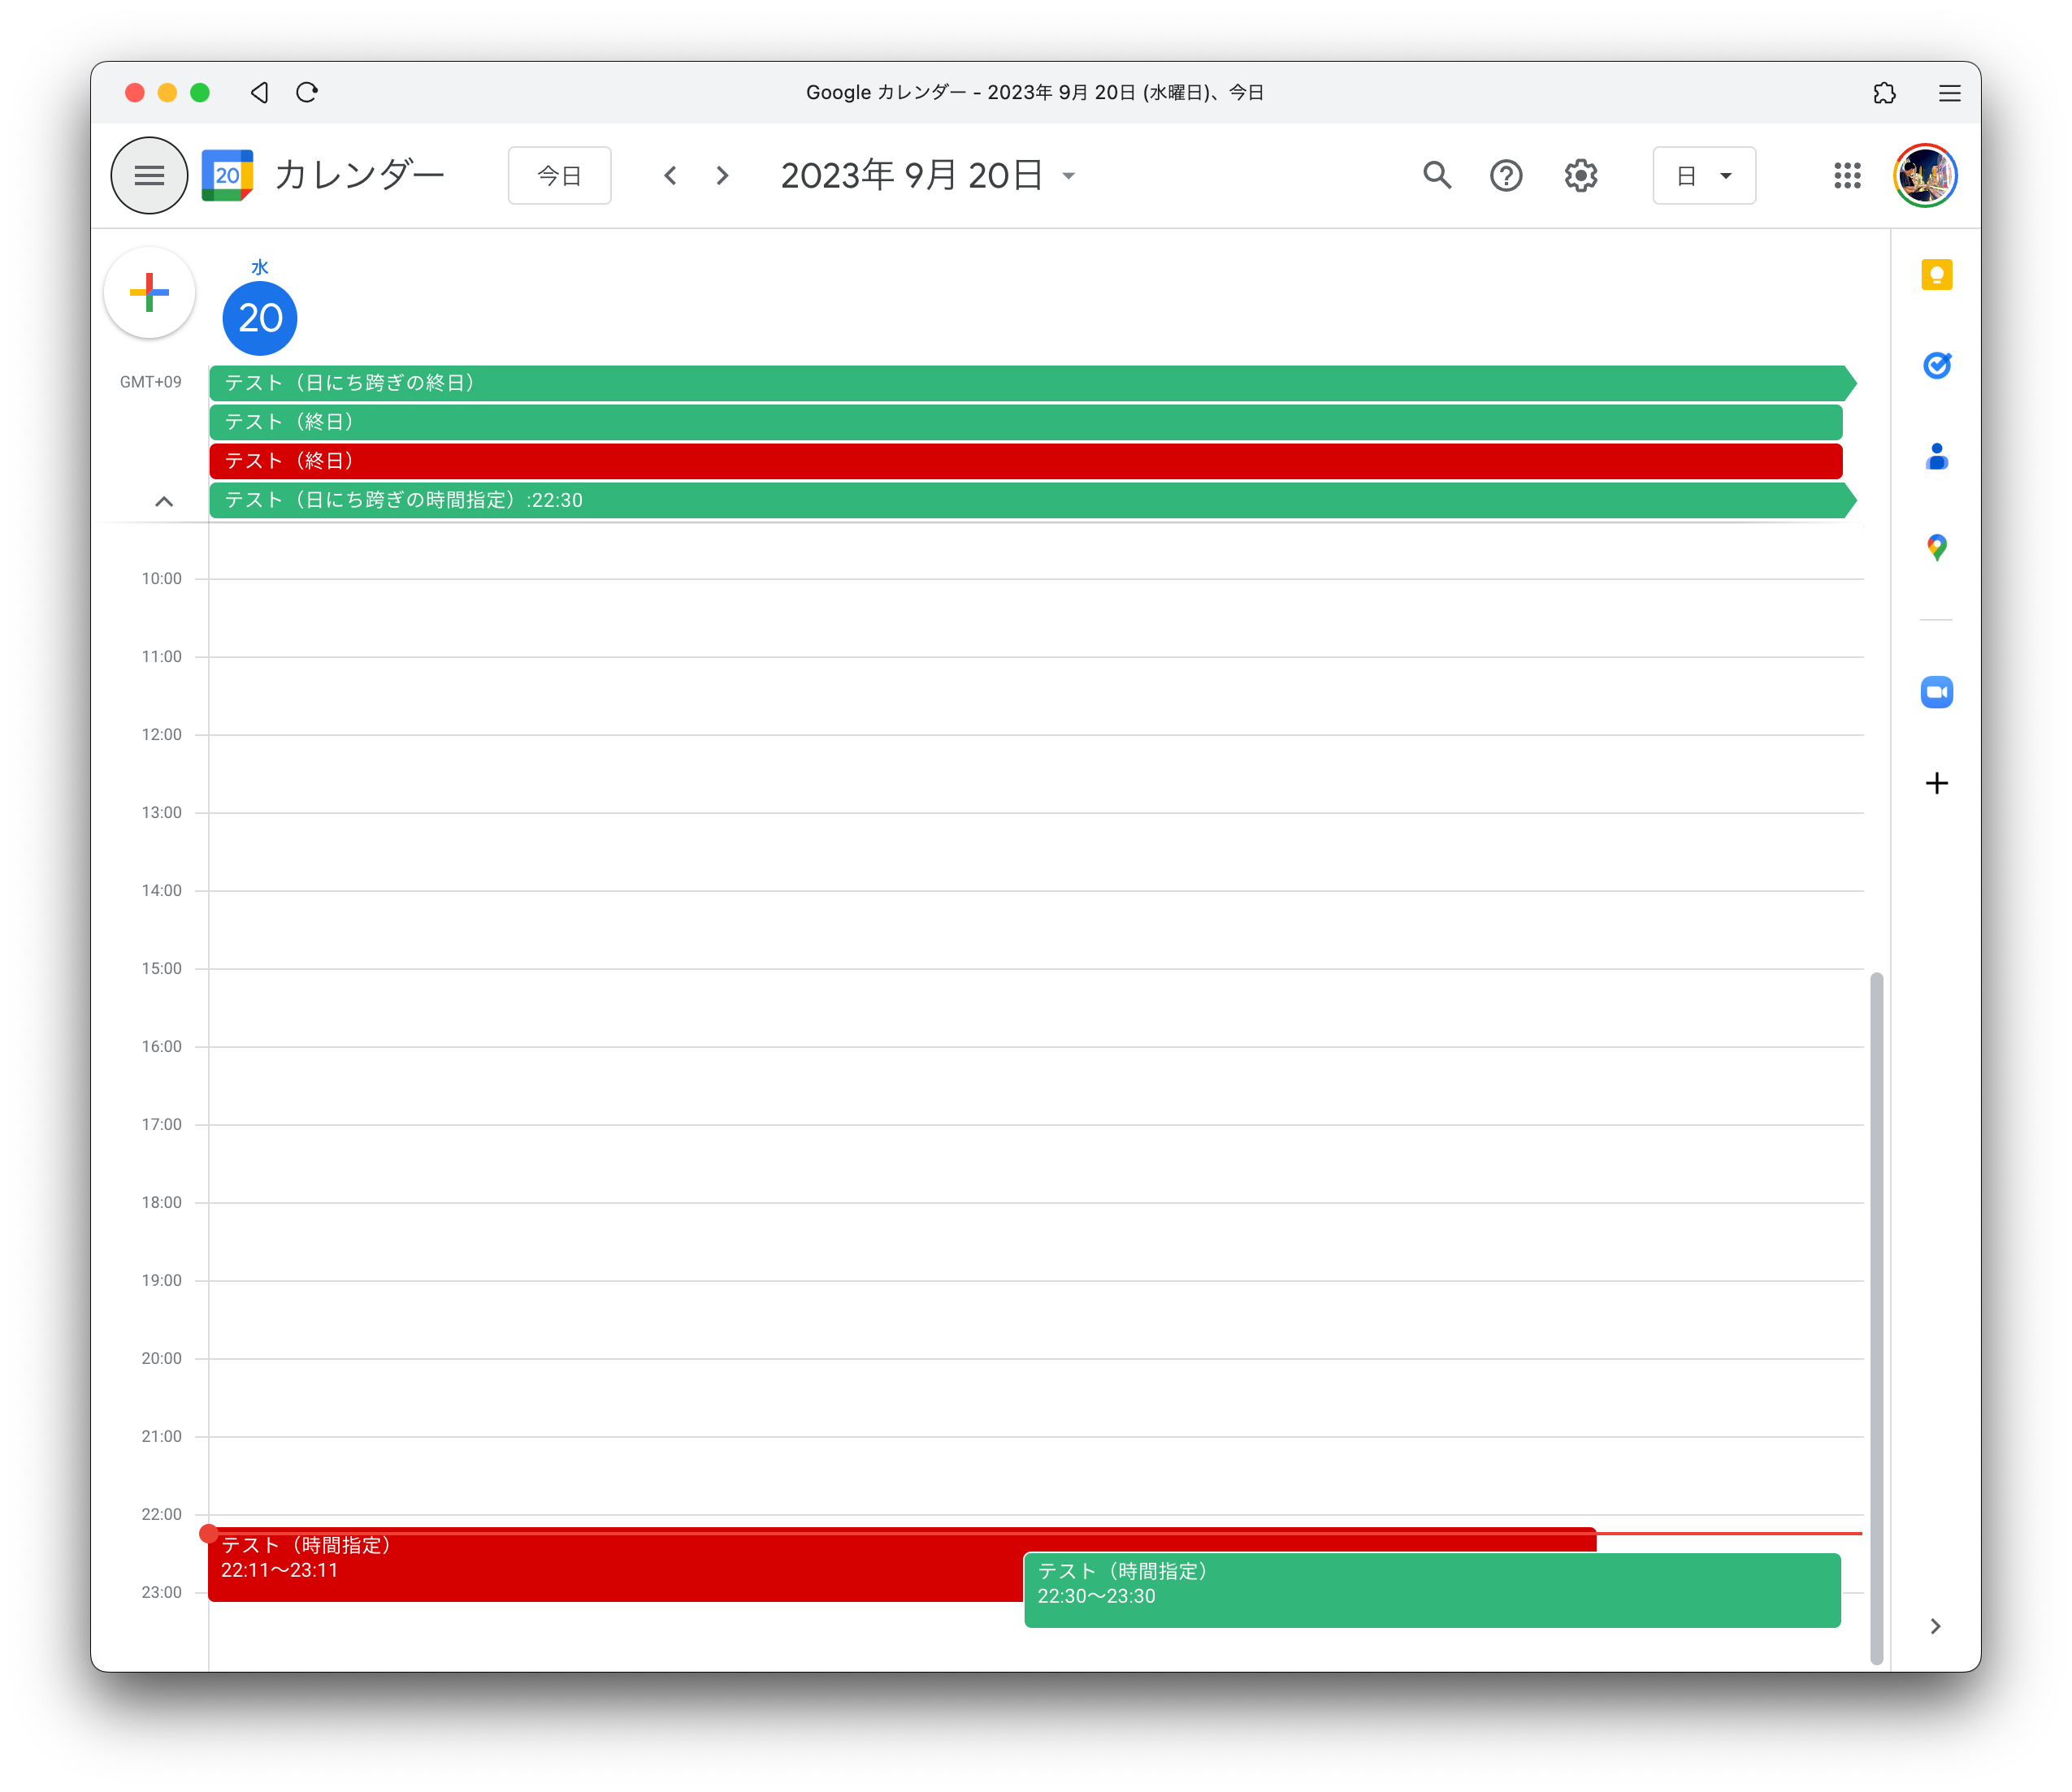 Google カレンダー - 2023年 9月 20日 (水曜日)、今日
20
カレンダー
今日
2023年 9月 20日
日
水
20
GMT+09
テスト（日にち跨ぎの終日）
テスト（終日）
テスト（終日）
テスト（日にち跨ぎの時間指定）:22:30
10:00
11:00
12:00
13:00
14:00
15:00
16:00
17:00
18:00
19:00
20:00
21:00
22:00
テスト（時間指定）
22:11～23:11
テスト（時間指定）
22:30～23:30
23:00